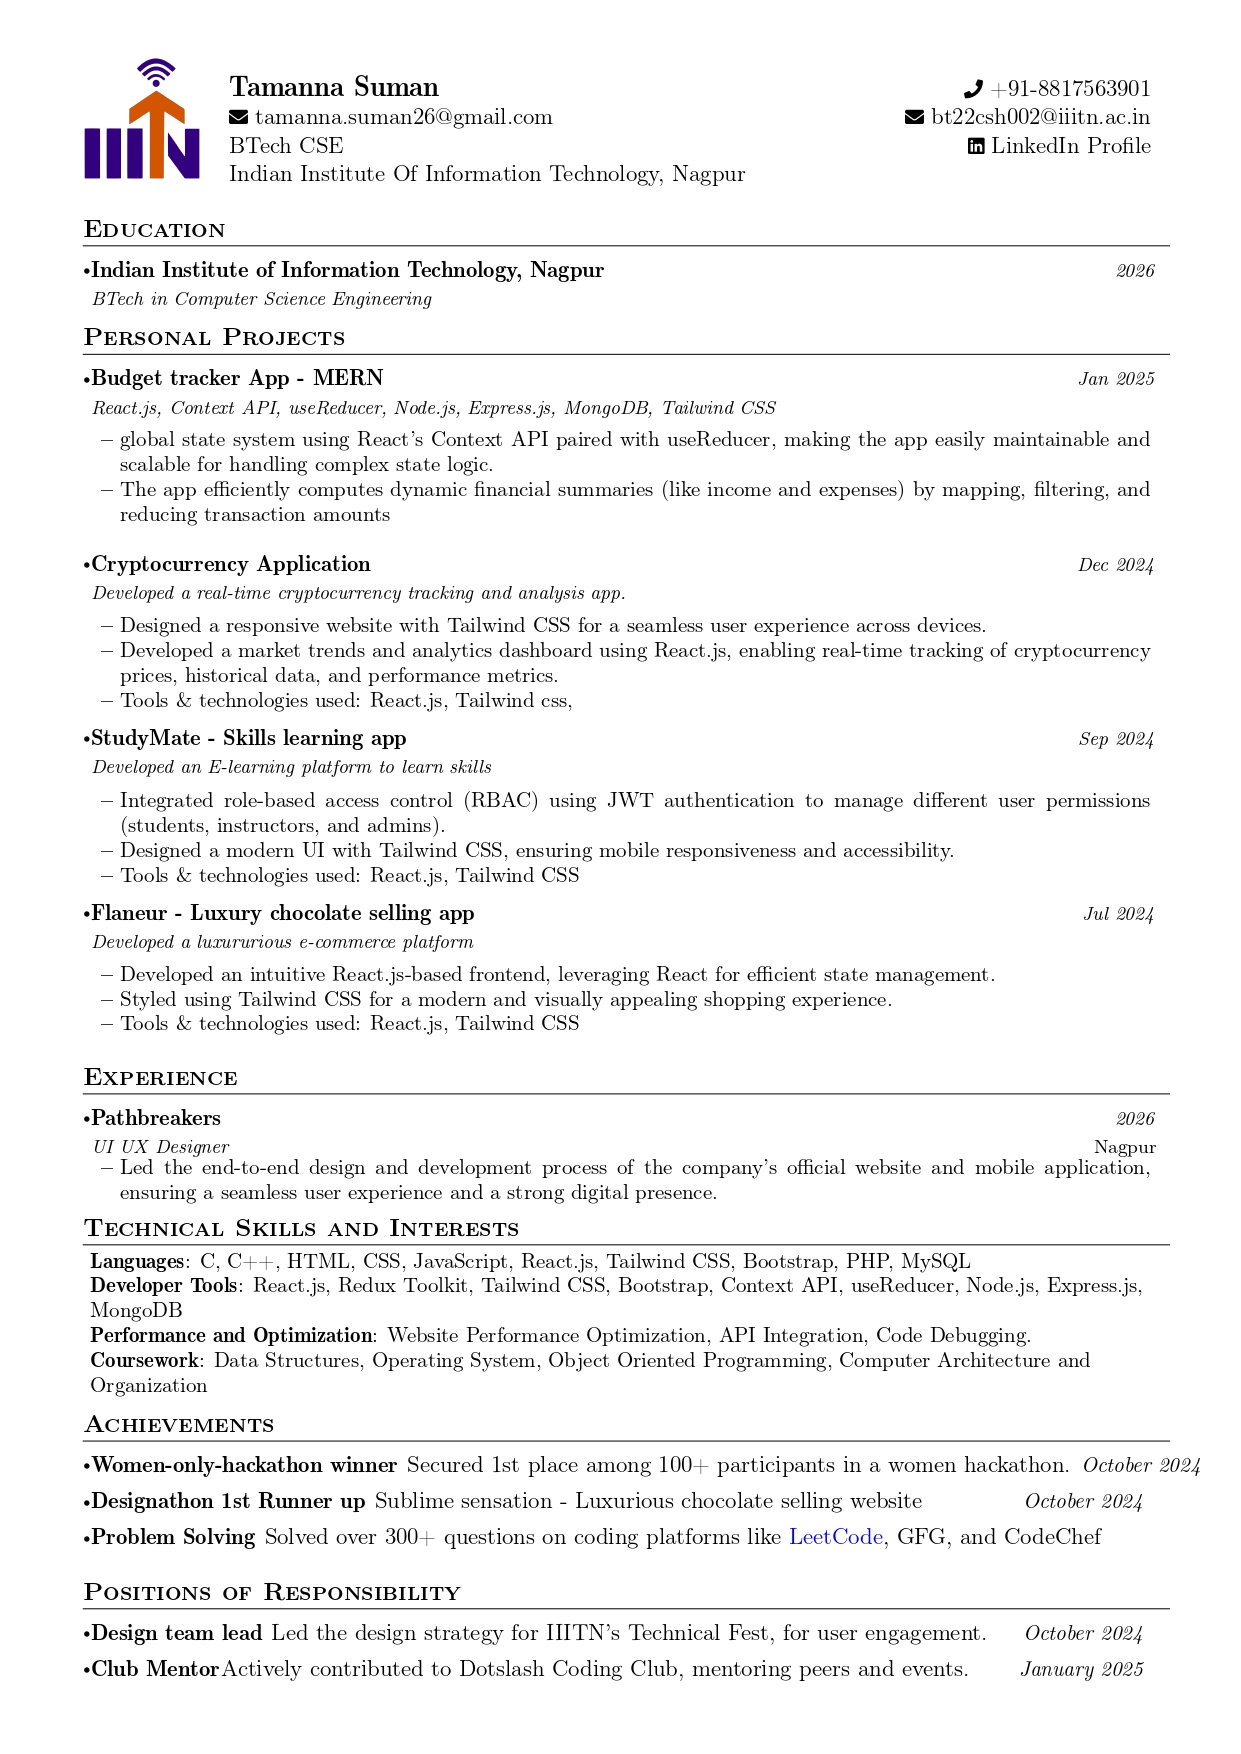 IIITN
Tamanna Suman
tamanna.suman26@gmail.com
BTech CSE
Indian Institute Of Information Technology, Nagpur
+91-8817563901
bt22csh002@iiitn.ac.in
LinkedIn Profile
EDUCATION
•Indian Institute of Information Technology, Nagpur 2026
BTech in Computer Science Engineering
PERSONAL PROJECTS
•Budget tracker App - MERN Jan 2025
React.js, Context API, useReducer, Node.js, Express.js, MongoDB, Tailwind CSS
– global state system using React's Context API paired with useReducer, making the app easily maintainable and
scalable for handling complex state logic.
– The app efficiently computes dynamic financial summaries (like income and expenses) by mapping, filtering, and
reducing transaction amounts
•Cryptocurrency Application Dec 2024
Developed a real-time cryptocurrency tracking and analysis app.
– Designed a responsive website with Tailwind CSS for a seamless user experience across devices.
– Developed a market trends and analytics dashboard using React.js, enabling real-time tracking of cryptocurrency
prices, historical data, and performance metrics.
– Tools & technologies used: React.js, Tailwind css,
•StudyMate - Skills learning app Sep 2024
Developed an E-learning platform to learn skills
– Integrated role-based access control (RBAC) using JWT authentication to manage different user permissions
(students, instructors, and admins).
– Designed a modern UI with Tailwind CSS, ensuring mobile responsiveness and accessibility.
– Tools & technologies used: React.js, Tailwind CSS
•Flaneur - Luxury chocolate selling app Jul 2024
Developed a luxururious e-commerce platform
– Developed an intuitive React.js-based frontend, leveraging React for efficient state management.
– Styled using Tailwind CSS for a modern and visually appealing shopping experience.
– Tools & technologies used: React.js, Tailwind CSS
EXPERIENCE
•Pathbreakers 2026
UI UX Designer Nagpur
– Led the end-to-end design and development process of the company's official website and mobile application,
ensuring a seamless user experience and a strong digital presence.
TECHNICAL SKILLS AND INTERESTS
Languages: C, C++, HTML, CSS, JavaScript, React.js, Tailwind CSS, Bootstrap, PHP, MySQL
Developer Tools: React.js, Redux Toolkit, Tailwind CSS, Bootstrap, Context API, useReducer, Node.js, Express.js,
MongoDB
Performance and Optimization: Website Performance Optimization, API Integration, Code Debugging.
Coursework: Data Structures, Operating System, Object Oriented Programming, Computer Architecture and
Organization
ACHIEVEMENTS
•Women-only-hackathon winner Secured 1st place among 100+ participants in a women hackathon. October 2024
•Designathon 1st Runner up Sublime sensation - Luxurious chocolate selling website October 2024
•Problem Solving Solved over 300+ questions on coding platforms like LeetCode, GFG, and CodeChef
POSITIONS OF RESPONSIBILITY
•Design team lead Led the design strategy for IIITN's Technical Fest, for user engagement. October 2024
•Club MentorActively contributed to Dotslash Coding Club, mentoring peers and events. January 2025